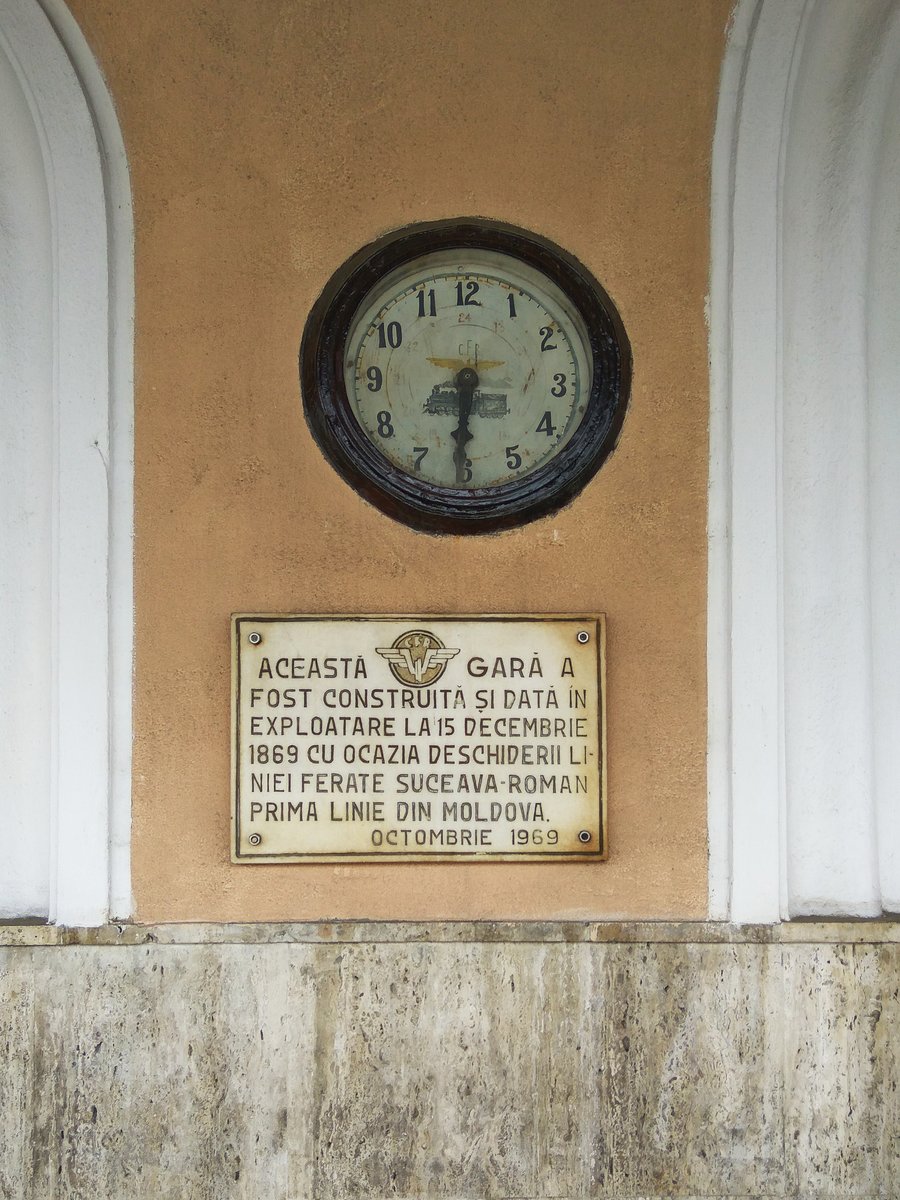 12
11 1
24
10 2
CFR
9 3
8 4
7 5
6
CFR
ACEASTĂ GARĂ A
FOST CONSTRUITĂ ȘI DATĂ ÎN
EXPLOATARE LA 15 DECEMBRIE
1869 CU OCAZIA DESCHIDERII LI-
NIEI FERATE SUCEAVA-ROMAN
PRIMA LINIE DIN MOLDOVA.
OCTOMBRIE 1969